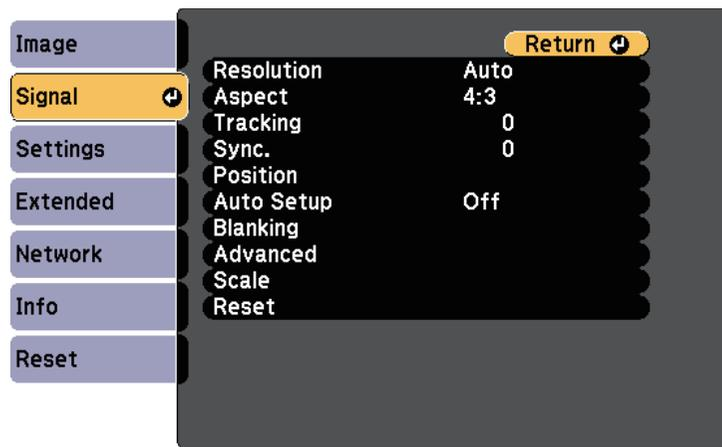 Image
Signal
Settings
Extended
Network
Info
Reset
Return
Resolution Auto
Aspect 4:3
Tracking 0
Sync. 0
Position
Auto Setup Off
Blanking
Advanced
Scale
Reset